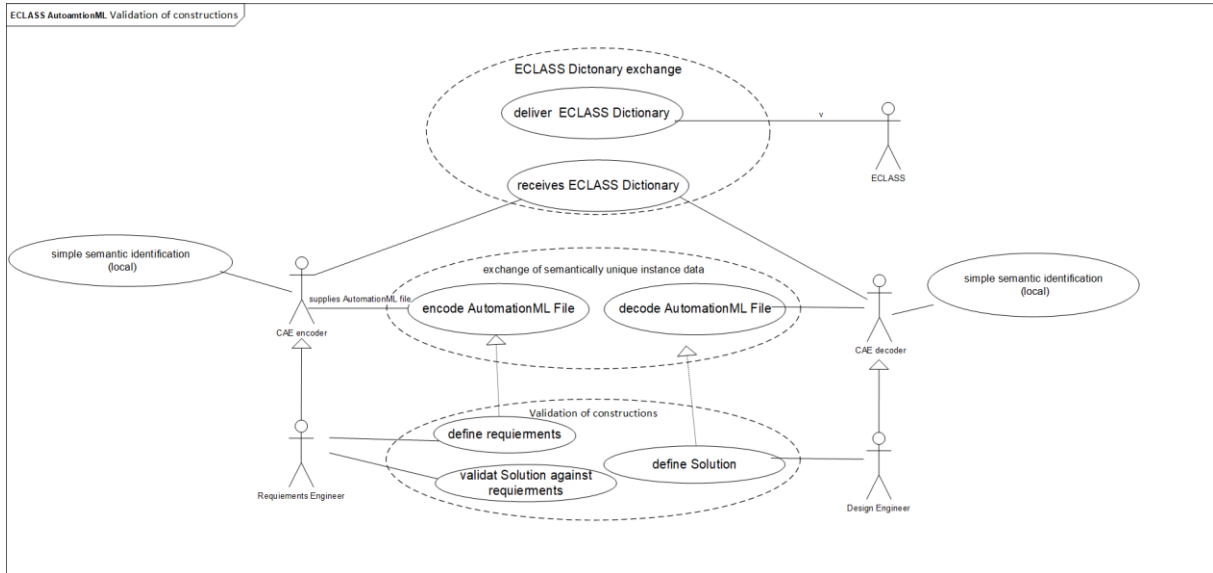 ECLASS AutoamtionML Validation of constructions
ECLASS Dictonary exchange
deliver ECLASS Dictionary
v
ECLASS
receives ECLASS Dictionary
simple semantic identification
(local)
exchange of semantically unique instance data
simple semantic identification
(local)
supplies AutomationML file
encode AutomationML File
decode AutomationML File
CAE encoder
CAE decoder
Validation of constructions
define requierments
define Solution
validat Solution against
requierments
Requiements Engineer
Design Engineer